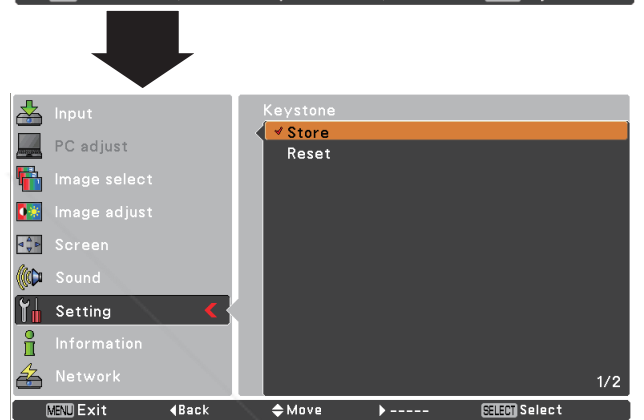 Input
PC adjust
Image select
Image adjust
Screen
Sound
Setting
Information
Network
Keystone
Store
Reset
1/2
MENU Exit ◀Back Move ▶ ----- SELECT Select